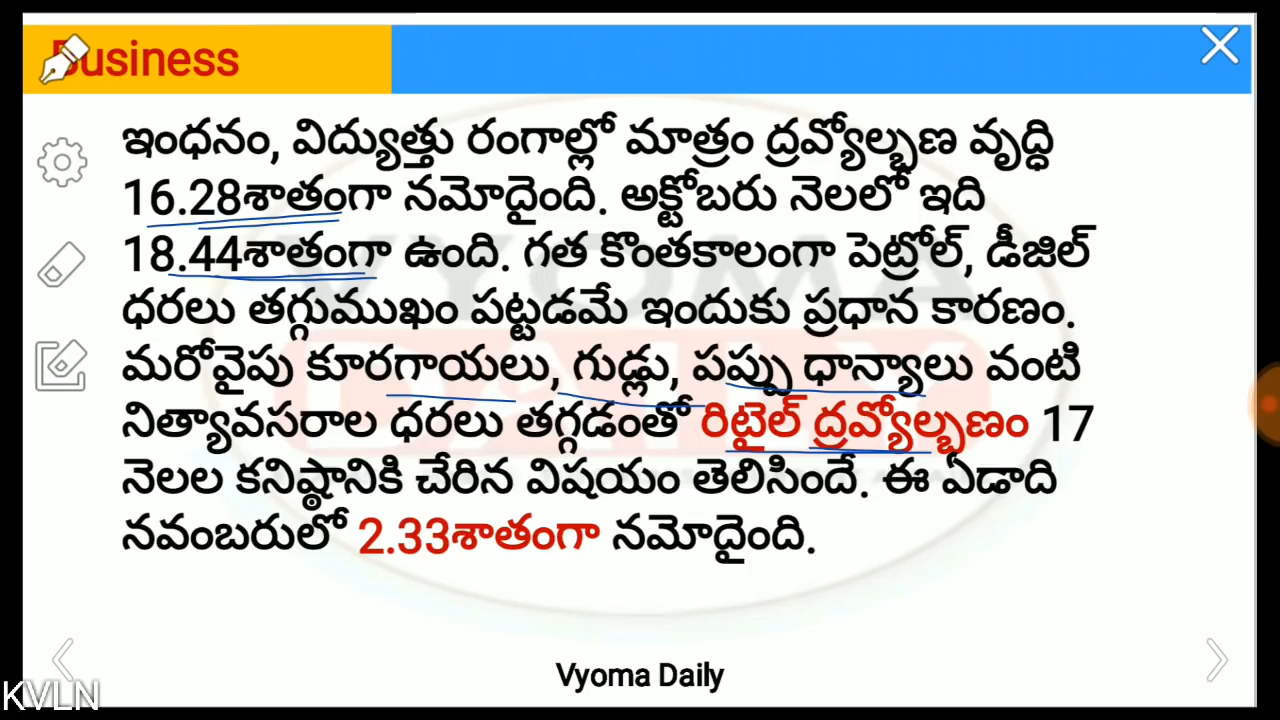 Business
ఇంధనం, విద్యుత్తు రంగాల్లో మాత్రం ద్రవ్యోల్బణ వృద్ధి
16.28శాతంగా నమోదైంది. అక్టోబరు నెలలో ఇది
18.44శాతంగా ఉంది. గత కొంతకాలంగా పెట్రోల్, డీజిల్
ధరలు తగ్గుముఖం పట్టడమే ఇందుకు ప్రధాన కారణం.
మరోవైపు కూరగాయలు, గుడ్లు, పప్పు ధాన్యాలు వంటి
నిత్యావసరాల ధరలు తగ్గడంతో రిటైల్ ద్రవ్యోల్బణం 17
నెలల కనిష్ఠానికి చేరిన విషయం తెలిసిందే. ఈ ఏడాది
నవంబరులో 2.33శాతంగా నమోదైంది.
VYOMA
DAILY
Vyoma Daily
KVLN